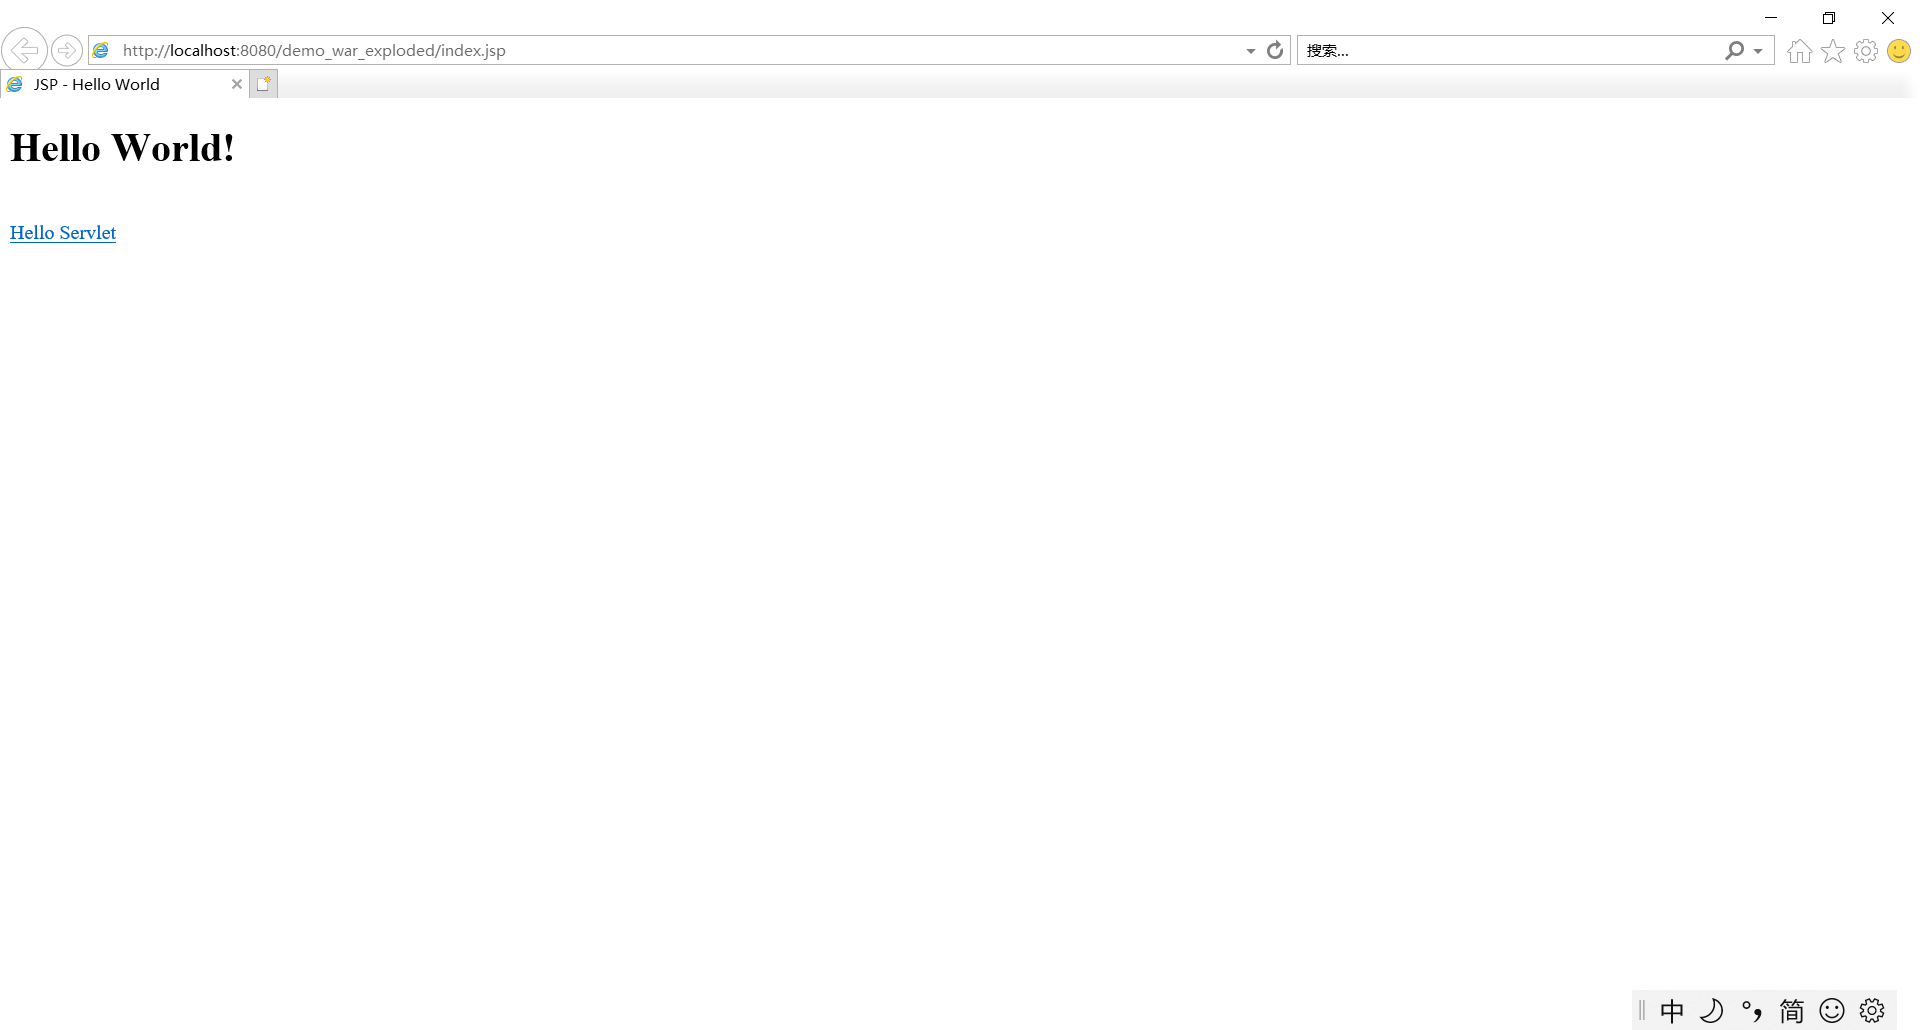 http://localhost:8080/demo_war_exploded/index.jsp
搜索...
JSP - Hello World
Hello World!
Hello Servlet
中 °, 简